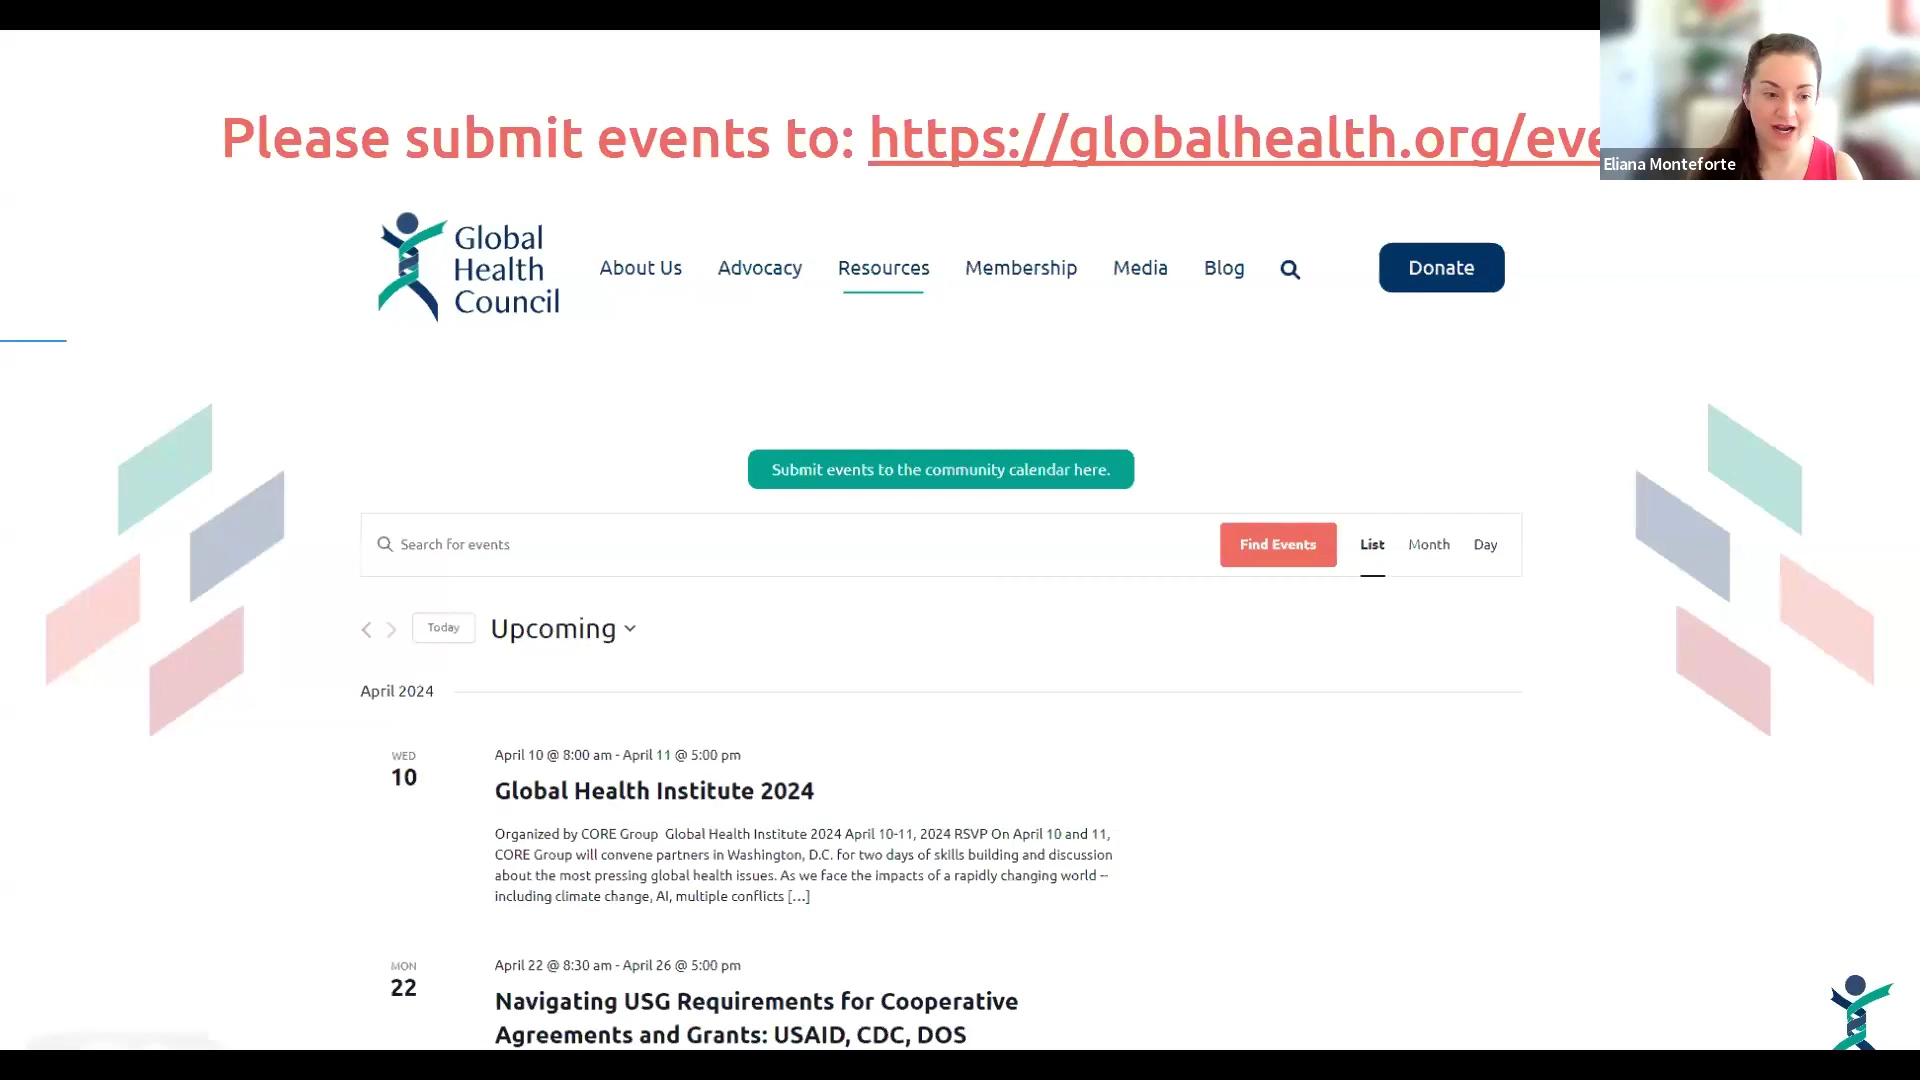 Please submit events to: https://globalhealth.org/eve
Eliana Monteforte
Global
Health
Council
About Us
Advocacy
Resources
Membership
Media
Blog
Donate
Submit events to the community calendar here.
Search for events
Find Events
List
Month
Day
Today
Upcoming
April 2024
WED
10
April 10 @ 8:00 am - April 11 @ 5:00 pm
Global Health Institute 2024
Organized by CORE Group Global Health Institute 2024 April 10-11, 2024 RSVP On April 10 and 11,
CORE Group will convene partners in Washington, D.C. for two days of skills building and discussion
about the most pressing global health issues. As we face the impacts of a rapidly changing world –
including climate change, AI, multiple conflicts [...]
MON
22
April 22 @ 8:30 am - April 26 @ 5:00 pm
Navigating USG Requirements for Cooperative
Agreements and Grants: USAID, CDC, DOS